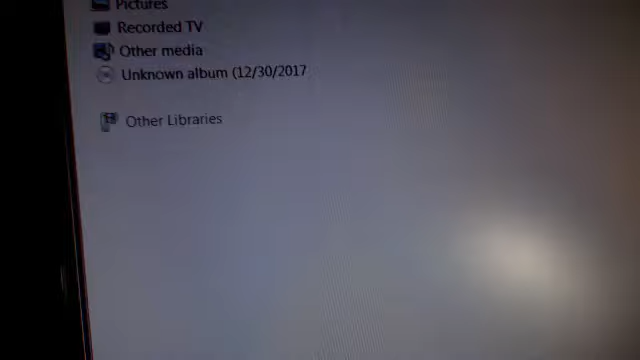 Pictures
Recorded TV
Other media
Unknown album (12/30/2017
Other Libraries